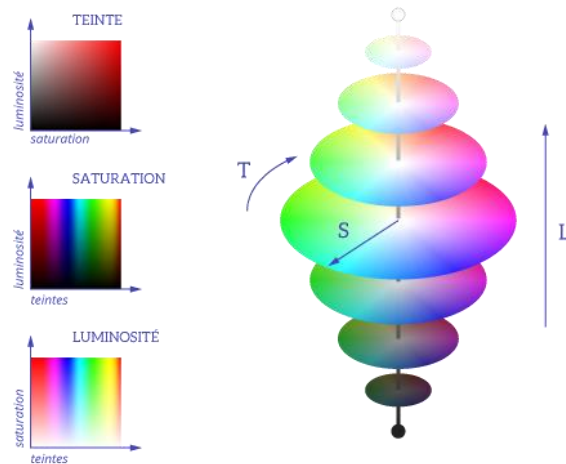 TEINTE
luminosité
saturation
SATURATION
luminosité
teintes
LUMINOSITÉ
saturation
teintes
T
S
L